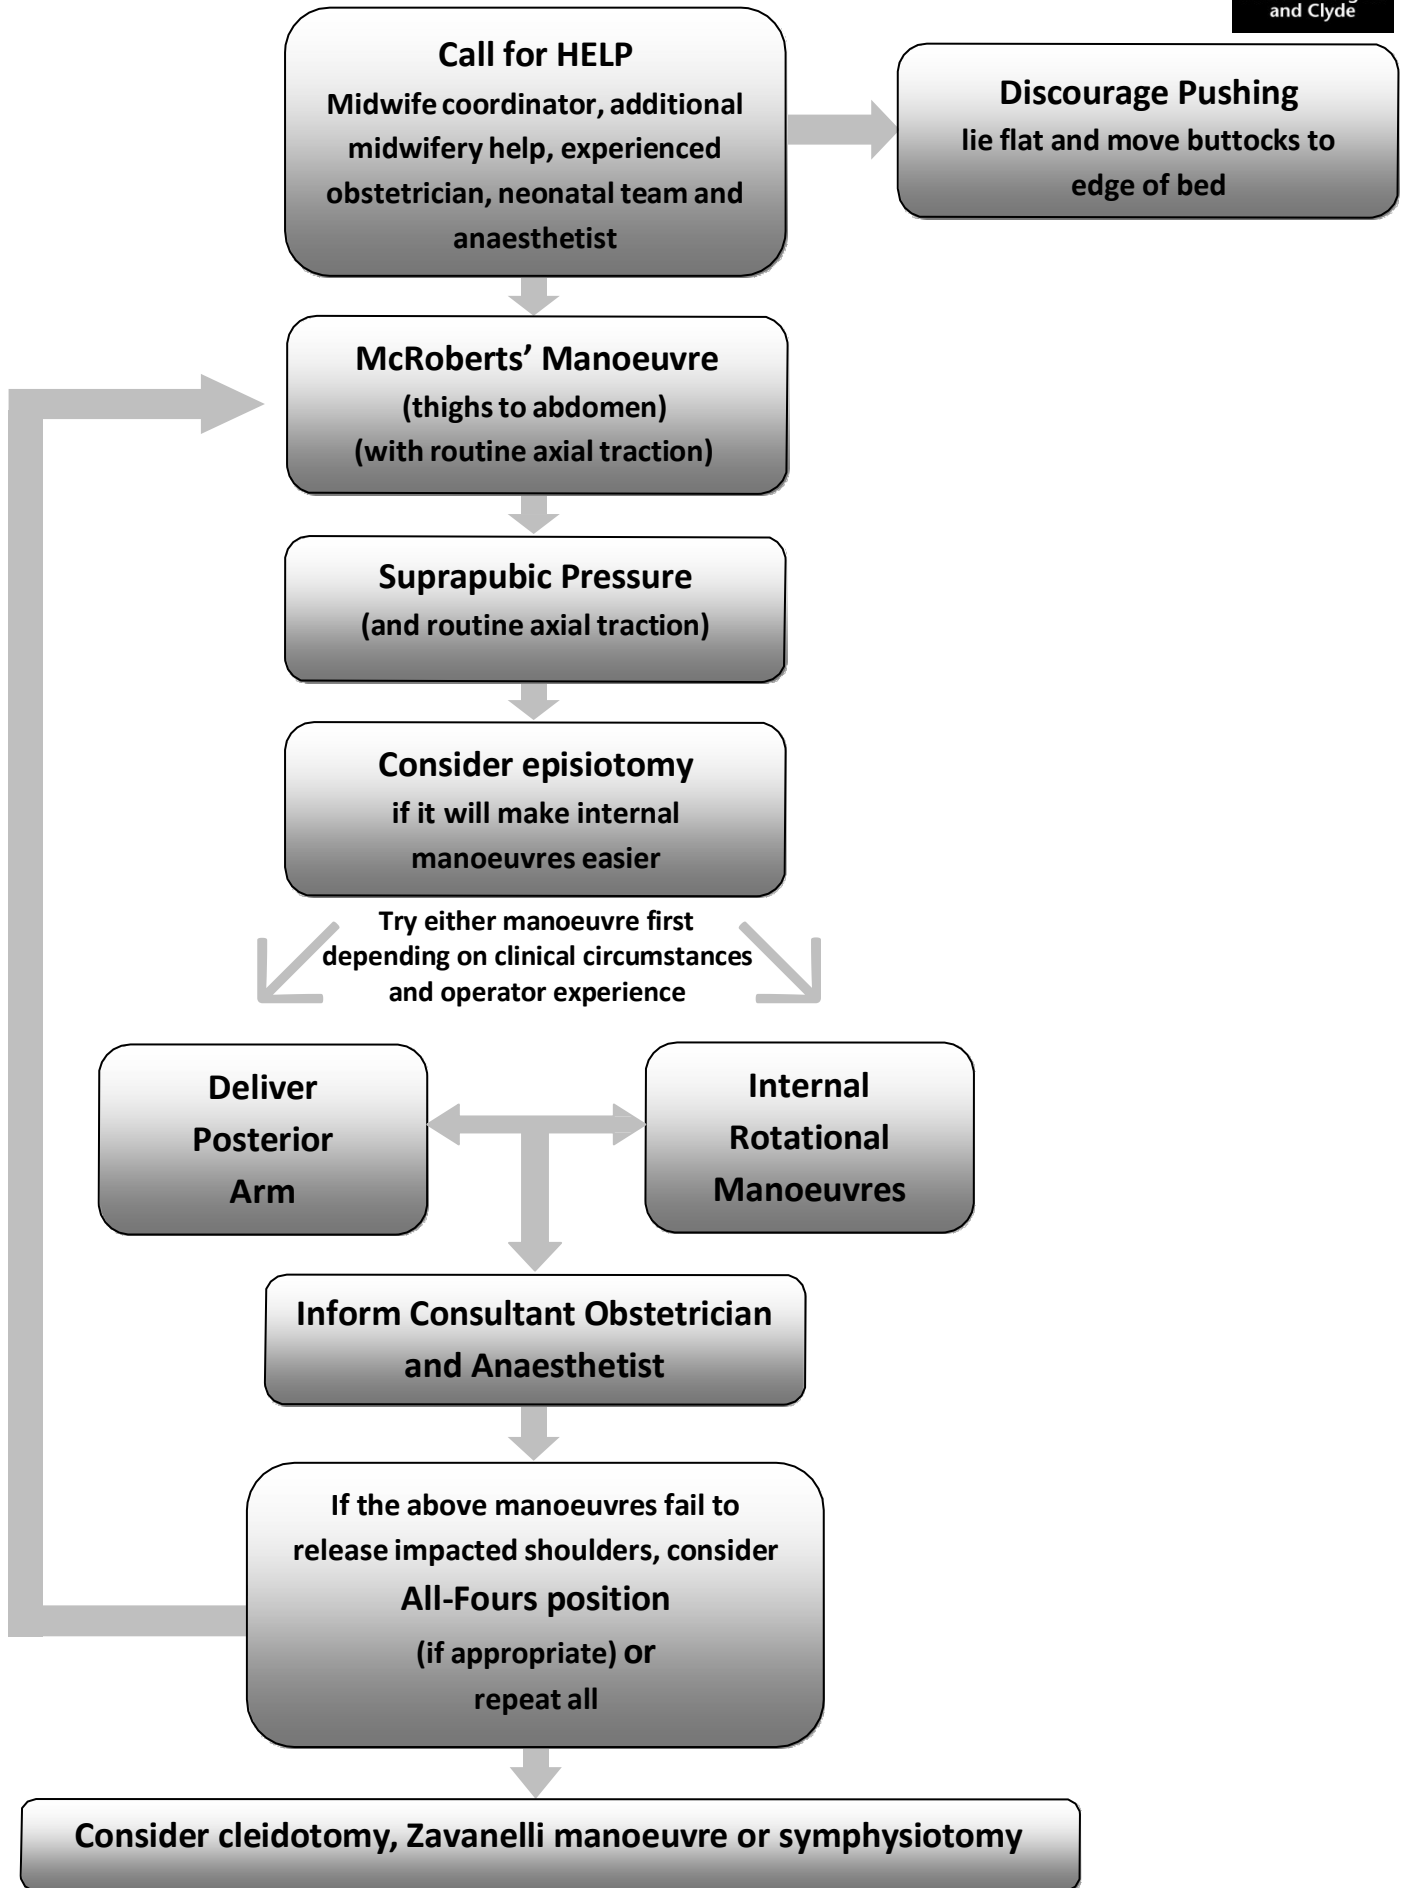 and Clyde
Call for HELP
Midwife coordinator, additional
midwifery help, experienced
obstetrician, neonatal team and
anaesthetist
Discourage Pushing
lie flat and move buttocks to
edge of bed
McRoberts’ Manoeuvre
(thighs to abdomen)
(with routine axial traction)
Suprapubic Pressure
(and routine axial traction)
Consider episiotomy
if it will make internal
manoeuvres easier
Try either manoeuvre first
depending on clinical circumstances
and operator experience
Deliver
Posterior
Arm
Internal
Rotational
Manoeuvres
Inform Consultant Obstetrician
and Anaesthetist
If the above manoeuvres fail to
release impacted shoulders, consider
All-Fours position
(if appropriate) or
repeat all
Consider cleidotomy, Zavanelli manoeuvre or symphysiotomy